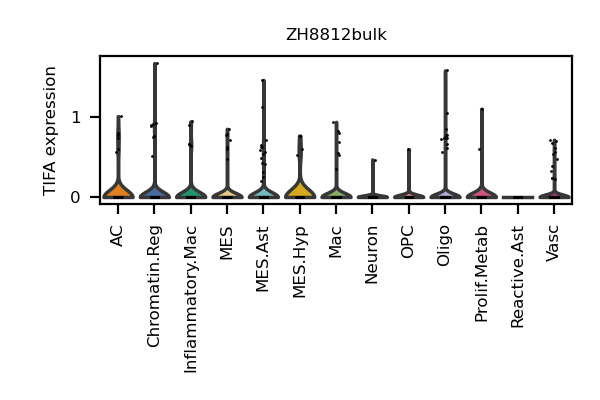 ZH8812bulk
TIFA expression
1
0
AC
Chromatin.Reg
Inflammatory.Mac
MES
MES.Ast
MES.Hyp
Mac
Neuron
OPC
Oligo
Prolif.Metab
Reactive.Ast
Vasc